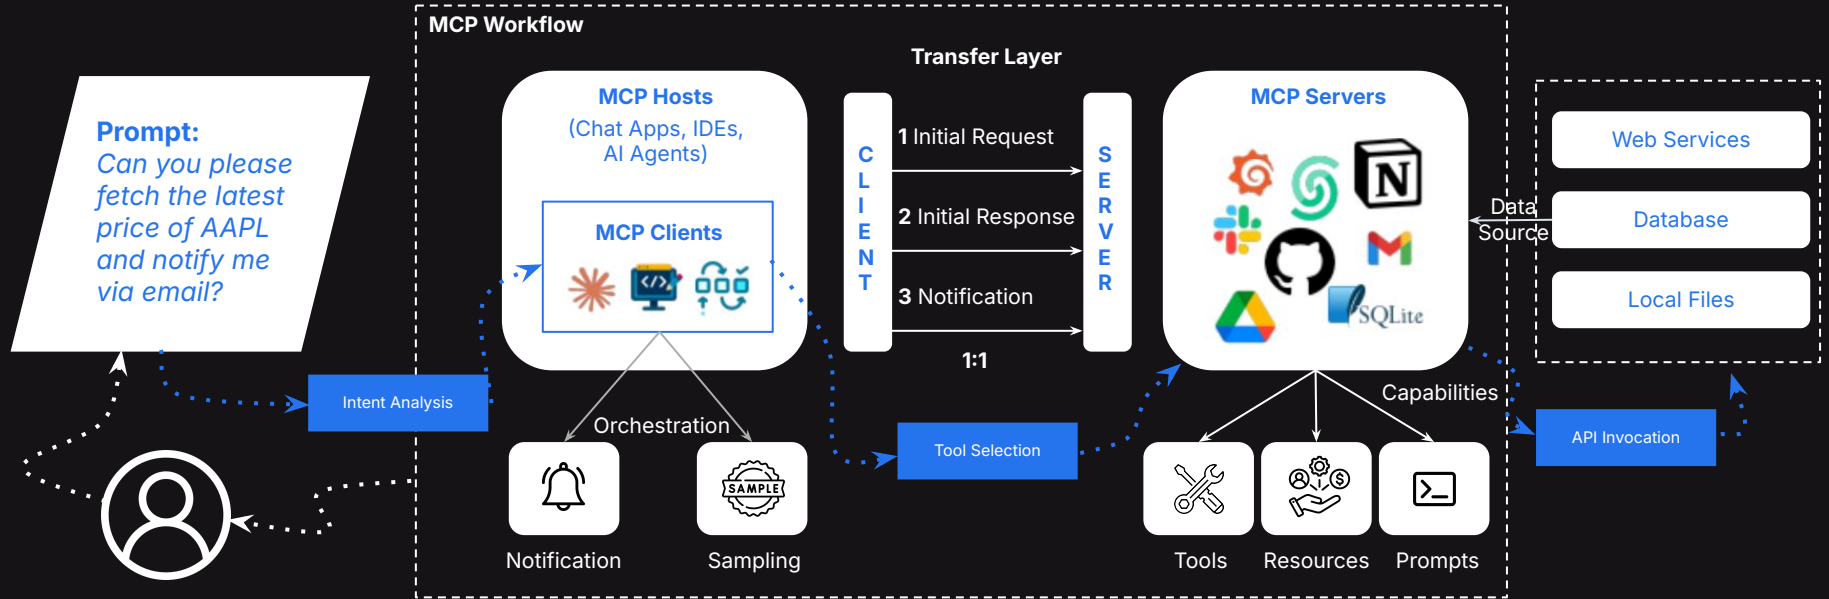 MCP Workflow
Transfer Layer
Prompt:
Can you please
fetch the latest
price of AAPL
and notify me
via email?
Intent Analysis
MCP Hosts
(Chat Apps, IDEs,
AI Agents)
MCP Clients
Orchestration
Notification
SAMPLE
Sampling
CLIENT
1 Initial Request
2 Initial Response
3 Notification
1:1
SERVER
Tool Selection
MCP Servers
N
SQLite
Capabilities
Tools
Resources
Prompts
Data
Source
Web Services
Database
Local Files
API Invocation